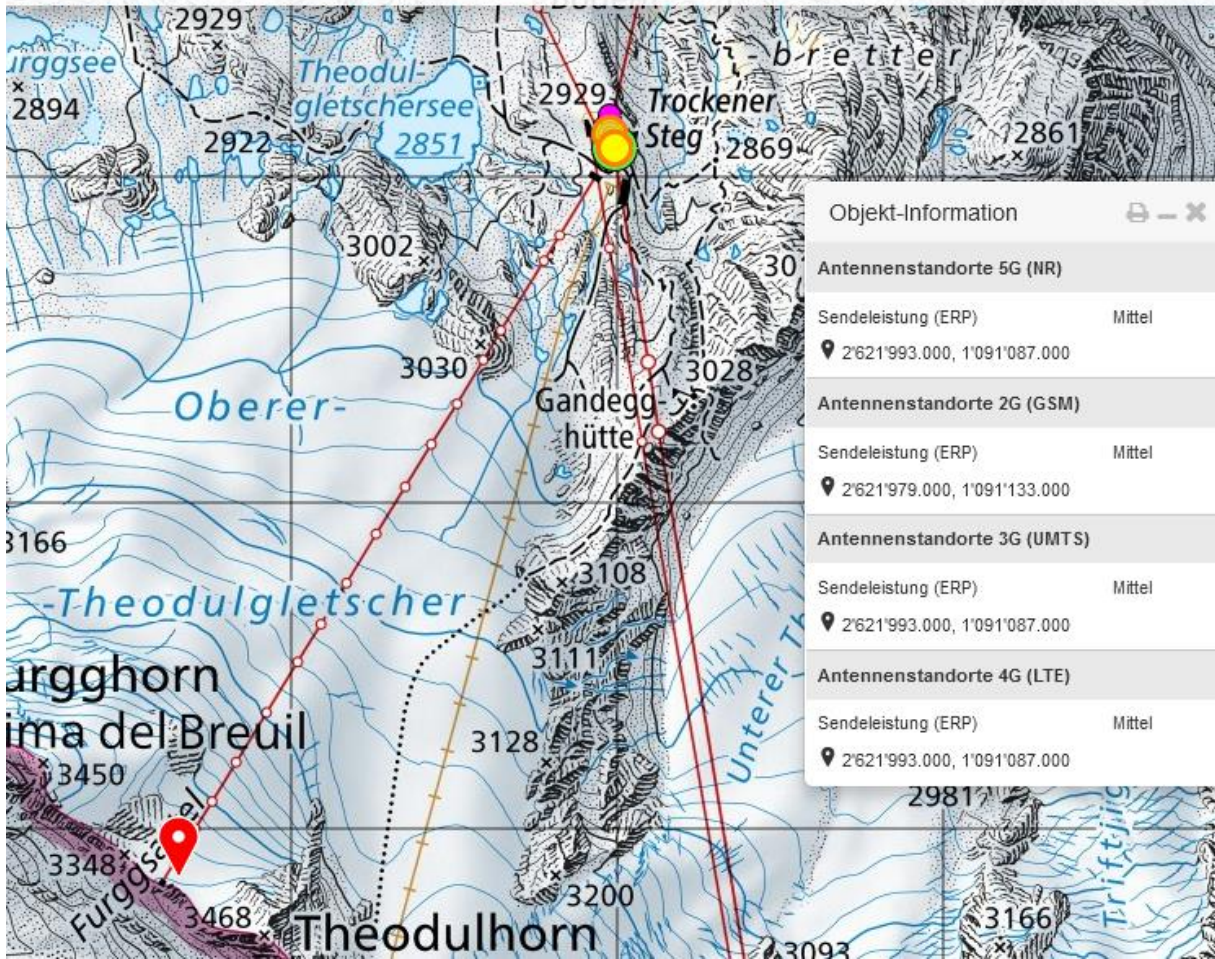 2929
urggsee
2894
Theodul-
gletschersee
2851
2922
2929
Trockener
Steg
bretter
2869
2861
3002
30
3030
3028
Oberer-
Gandegg-
hütte
3166
-Theodulgletscher
3108
3111
Unterer Th
urgghorn
ima del Breuil
3128
3450
2981
3348
Furggsattel
3468
3200
Theodulhorn
3166
3093
Triftji
Objekt-Information
Antennenstandorte 5G (NR)
Sendeleistung (ERP) Mittel
2'621'993.000, 1'091'087.000
Antennenstandorte 2G (GSM)
Sendeleistung (ERP) Mittel
2'621'979.000, 1'091'133.000
Antennenstandorte 3G (UMTS)
Sendeleistung (ERP) Mittel
2'621'993.000, 1'091'087.000
Antennenstandorte 4G (LTE)
Sendeleistung (ERP) Mittel
2'621'993.000, 1'091'087.000